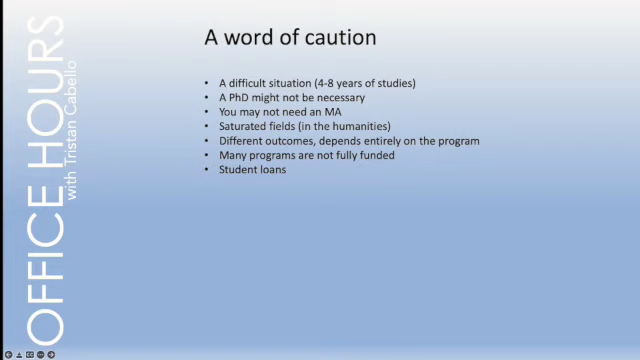 OFFICE HOURS
with Tristan Cabello
A word of caution
• A difficult situation (4-8 years of studies)
• A PhD might not be necessary
• You may not need an MA
• Saturated fields (in the humanities)
• Different outcomes, depends entirely on the program
• Many programs are not fully funded
• Student loans